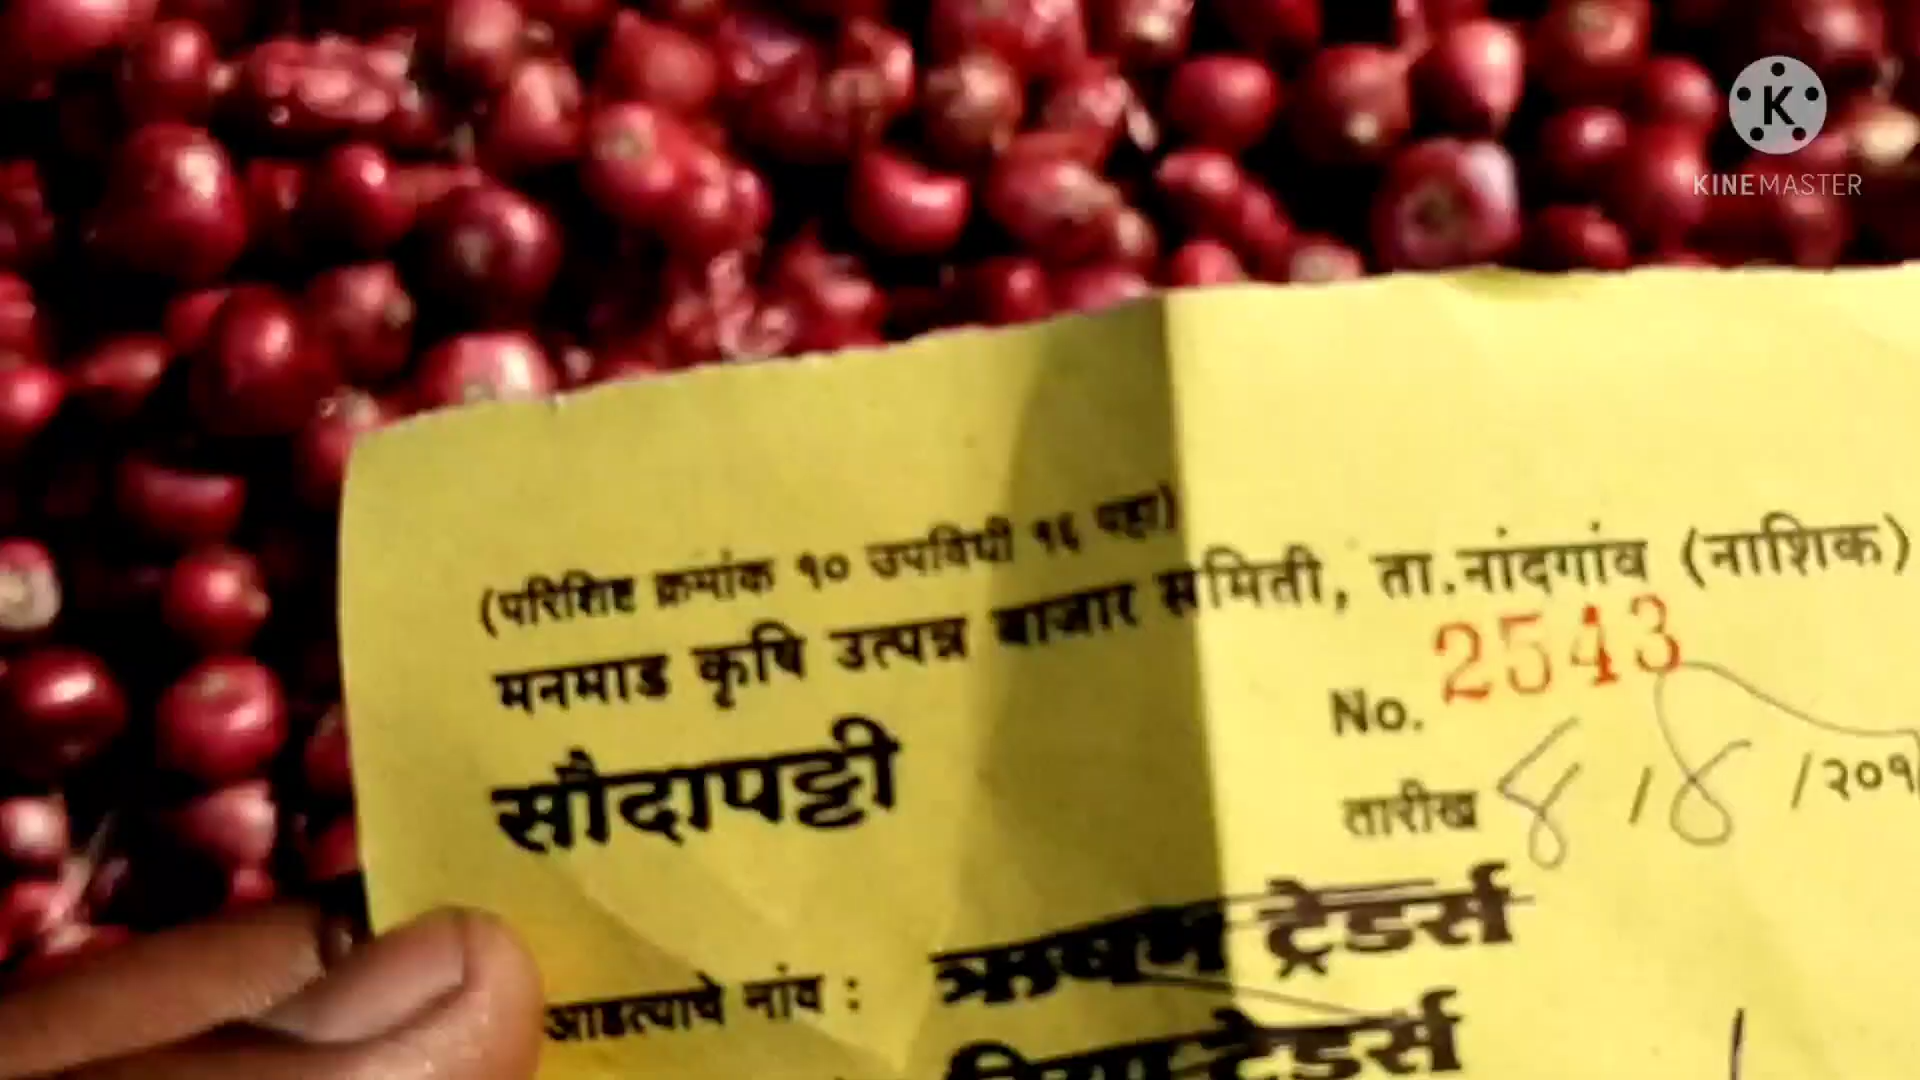 KINEMASTER
(परिशिष्ट क्रमांक १० उपविधी १६ पहा)
मनमाड कृषि उत्पन्न बाजार समिती, ता.नांदगांव (नाशिक)
No. 2543
सौदापट्टी
तारीख 8/8/२०१
आडत्याचे नांव : ऋषभ ट्रेडर्स
ट्रेडर्स